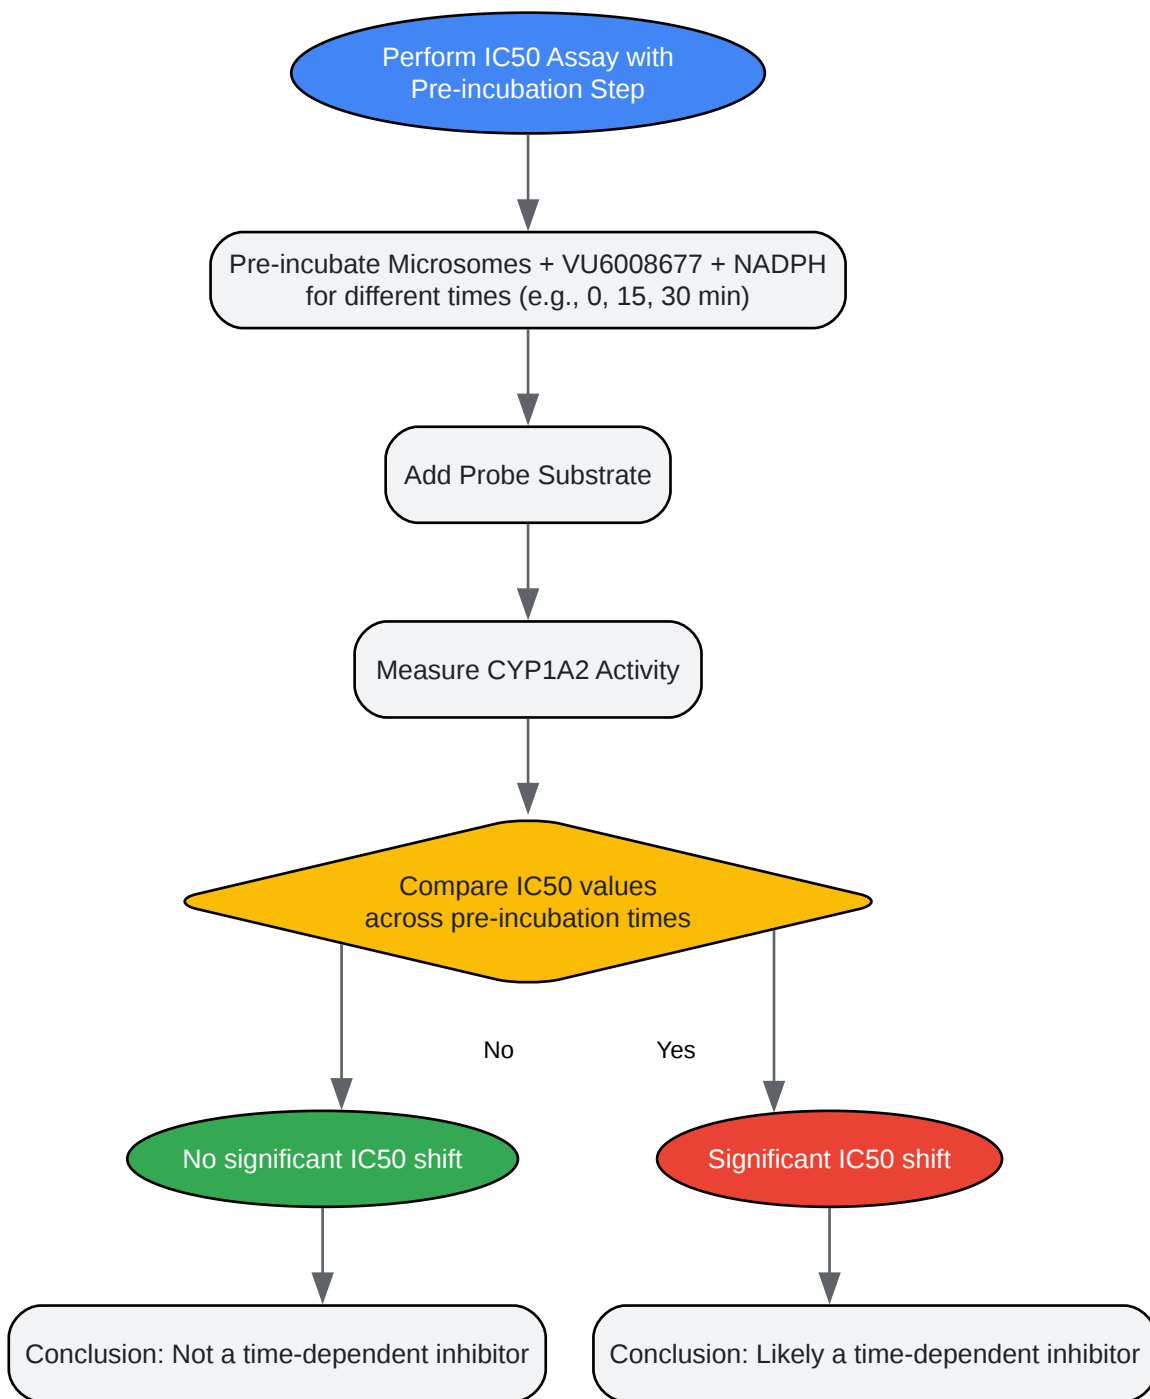 Perform IC50 Assay with
Pre-incubation Step
Pre-incubate Microsomes + VU6008677 + NADPH
for different times (e.g., 0, 15, 30 min)
Add Probe Substrate
Measure CYP1A2 Activity
Compare IC50 values
across pre-incubation times
No
Yes
No significant IC50 shift
Significant IC50 shift
Conclusion: Not a time-dependent inhibitor
Conclusion: Likely a time-dependent inhibitor